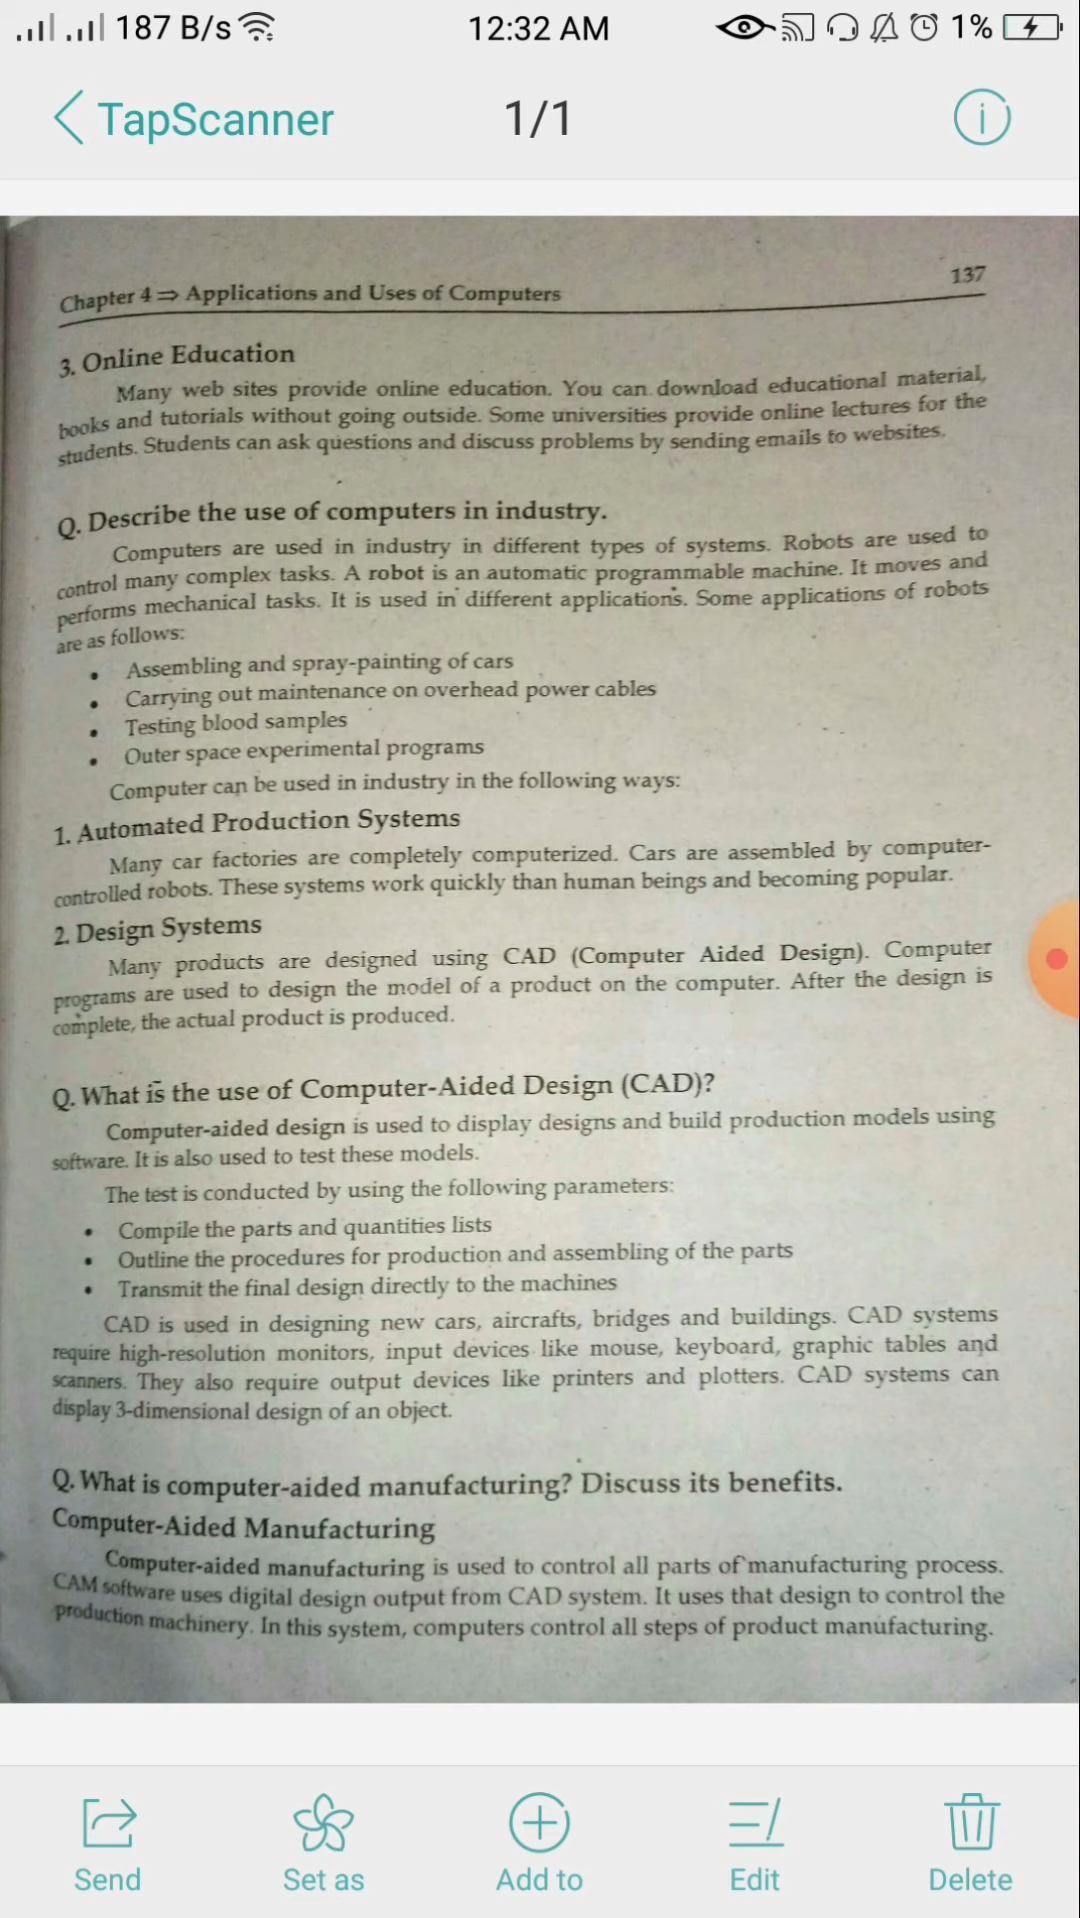 187 B/s 12:32 AM 1%
TapScanner 1/1
Chapter 4 ⇒ Applications and Uses of Computers 137
3. Online Education
Many web sites provide online education. You can download educational material,
books and tutorials without going outside. Some universities provide online lectures for the
students. Students can ask questions and discuss problems by sending emails to websites.
Q. Describe the use of computers in industry.
Computers are used in industry in different types of systems. Robots are used to
control many complex tasks. A robot is an automatic programmable machine. It moves and
performs mechanical tasks. It is used in different applications. Some applications of robots
are as follows:
• Assembling and spray-painting of cars
• Carrying out maintenance on overhead power cables
• Testing blood samples
• Outer space experimental programs
Computer can be used in industry in the following ways:
1. Automated Production Systems
Many car factories are completely computerized. Cars are assembled by computer-
controlled robots. These systems work quickly than human beings and becoming popular.
2. Design Systems
Many products are designed using CAD (Computer Aided Design). Computer
programs are used to design the model of a product on the computer. After the design is
complete, the actual product is produced.
Q. What is the use of Computer-Aided Design (CAD)?
Computer-aided design is used to display designs and build production models using
software. It is also used to test these models.
The test is conducted by using the following parameters:
• Compile the parts and quantities lists
• Outline the procedures for production and assembling of the parts
• Transmit the final design directly to the machines
CAD is used in designing new cars, aircrafts, bridges and buildings. CAD systems
require high-resolution monitors, input devices like mouse, keyboard, graphic tables and
scanners. They also require output devices like printers and plotters. CAD systems can
display 3-dimensional design of an object.
Q. What is computer-aided manufacturing? Discuss its benefits.
Computer-Aided Manufacturing
Computer-aided manufacturing is used to control all parts of manufacturing process.
CAM software uses digital design output from CAD system. It uses that design to control the
production machinery. In this system, computers control all steps of product manufacturing.
Send Set as Add to Edit Delete